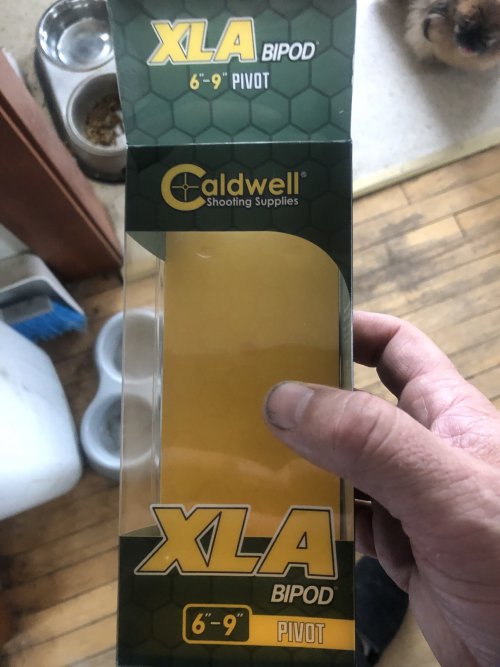 XLA BIPOD
6"-9" PIVOT
Caldwell®
Shooting Supplies
XLA
BIPOD
6"-9" PIVOT